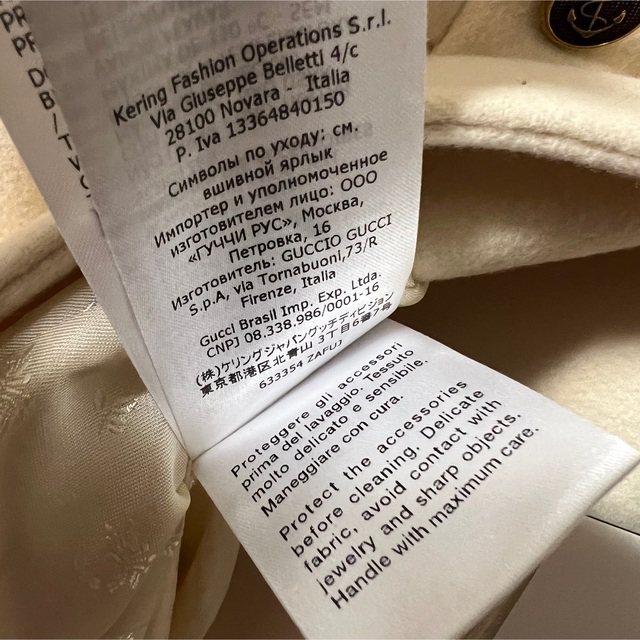 PR
PR
PF
D
B
Kering Fashion Operations S.r.l.
Via Giuseppe Belletti 4/c
28100 Novara - Italia
P. Iva 13364840150
Символы по уходу: см.
вшивной ярлык
Импортер и уполномоченное
изготовителем лицо: ООО
«ГУЧЧИ РУС», Москва,
Петровка, 16
Изготовитель: GUCCIO GUCCI
S.p.A, via Tornabuoni,73/R
Firenze, Italia
Gucci Brasil Imp. Exp. Ltda.
CNPJ 08.338.986/0001-16
(株)ケリングジャパングッチディビジョン
東京都港区北青山 3丁目6番7号
633354 ZAFUJ
Proteggere gli accessori
prima del lavaggio. Tessuto
molto delicato e sensibile.
Maneggiare con cura.
Protect the accessories
before cleaning. Delicate
fabric, avoid contact with
jewelry and sharp objects.
Handle with maximum care.